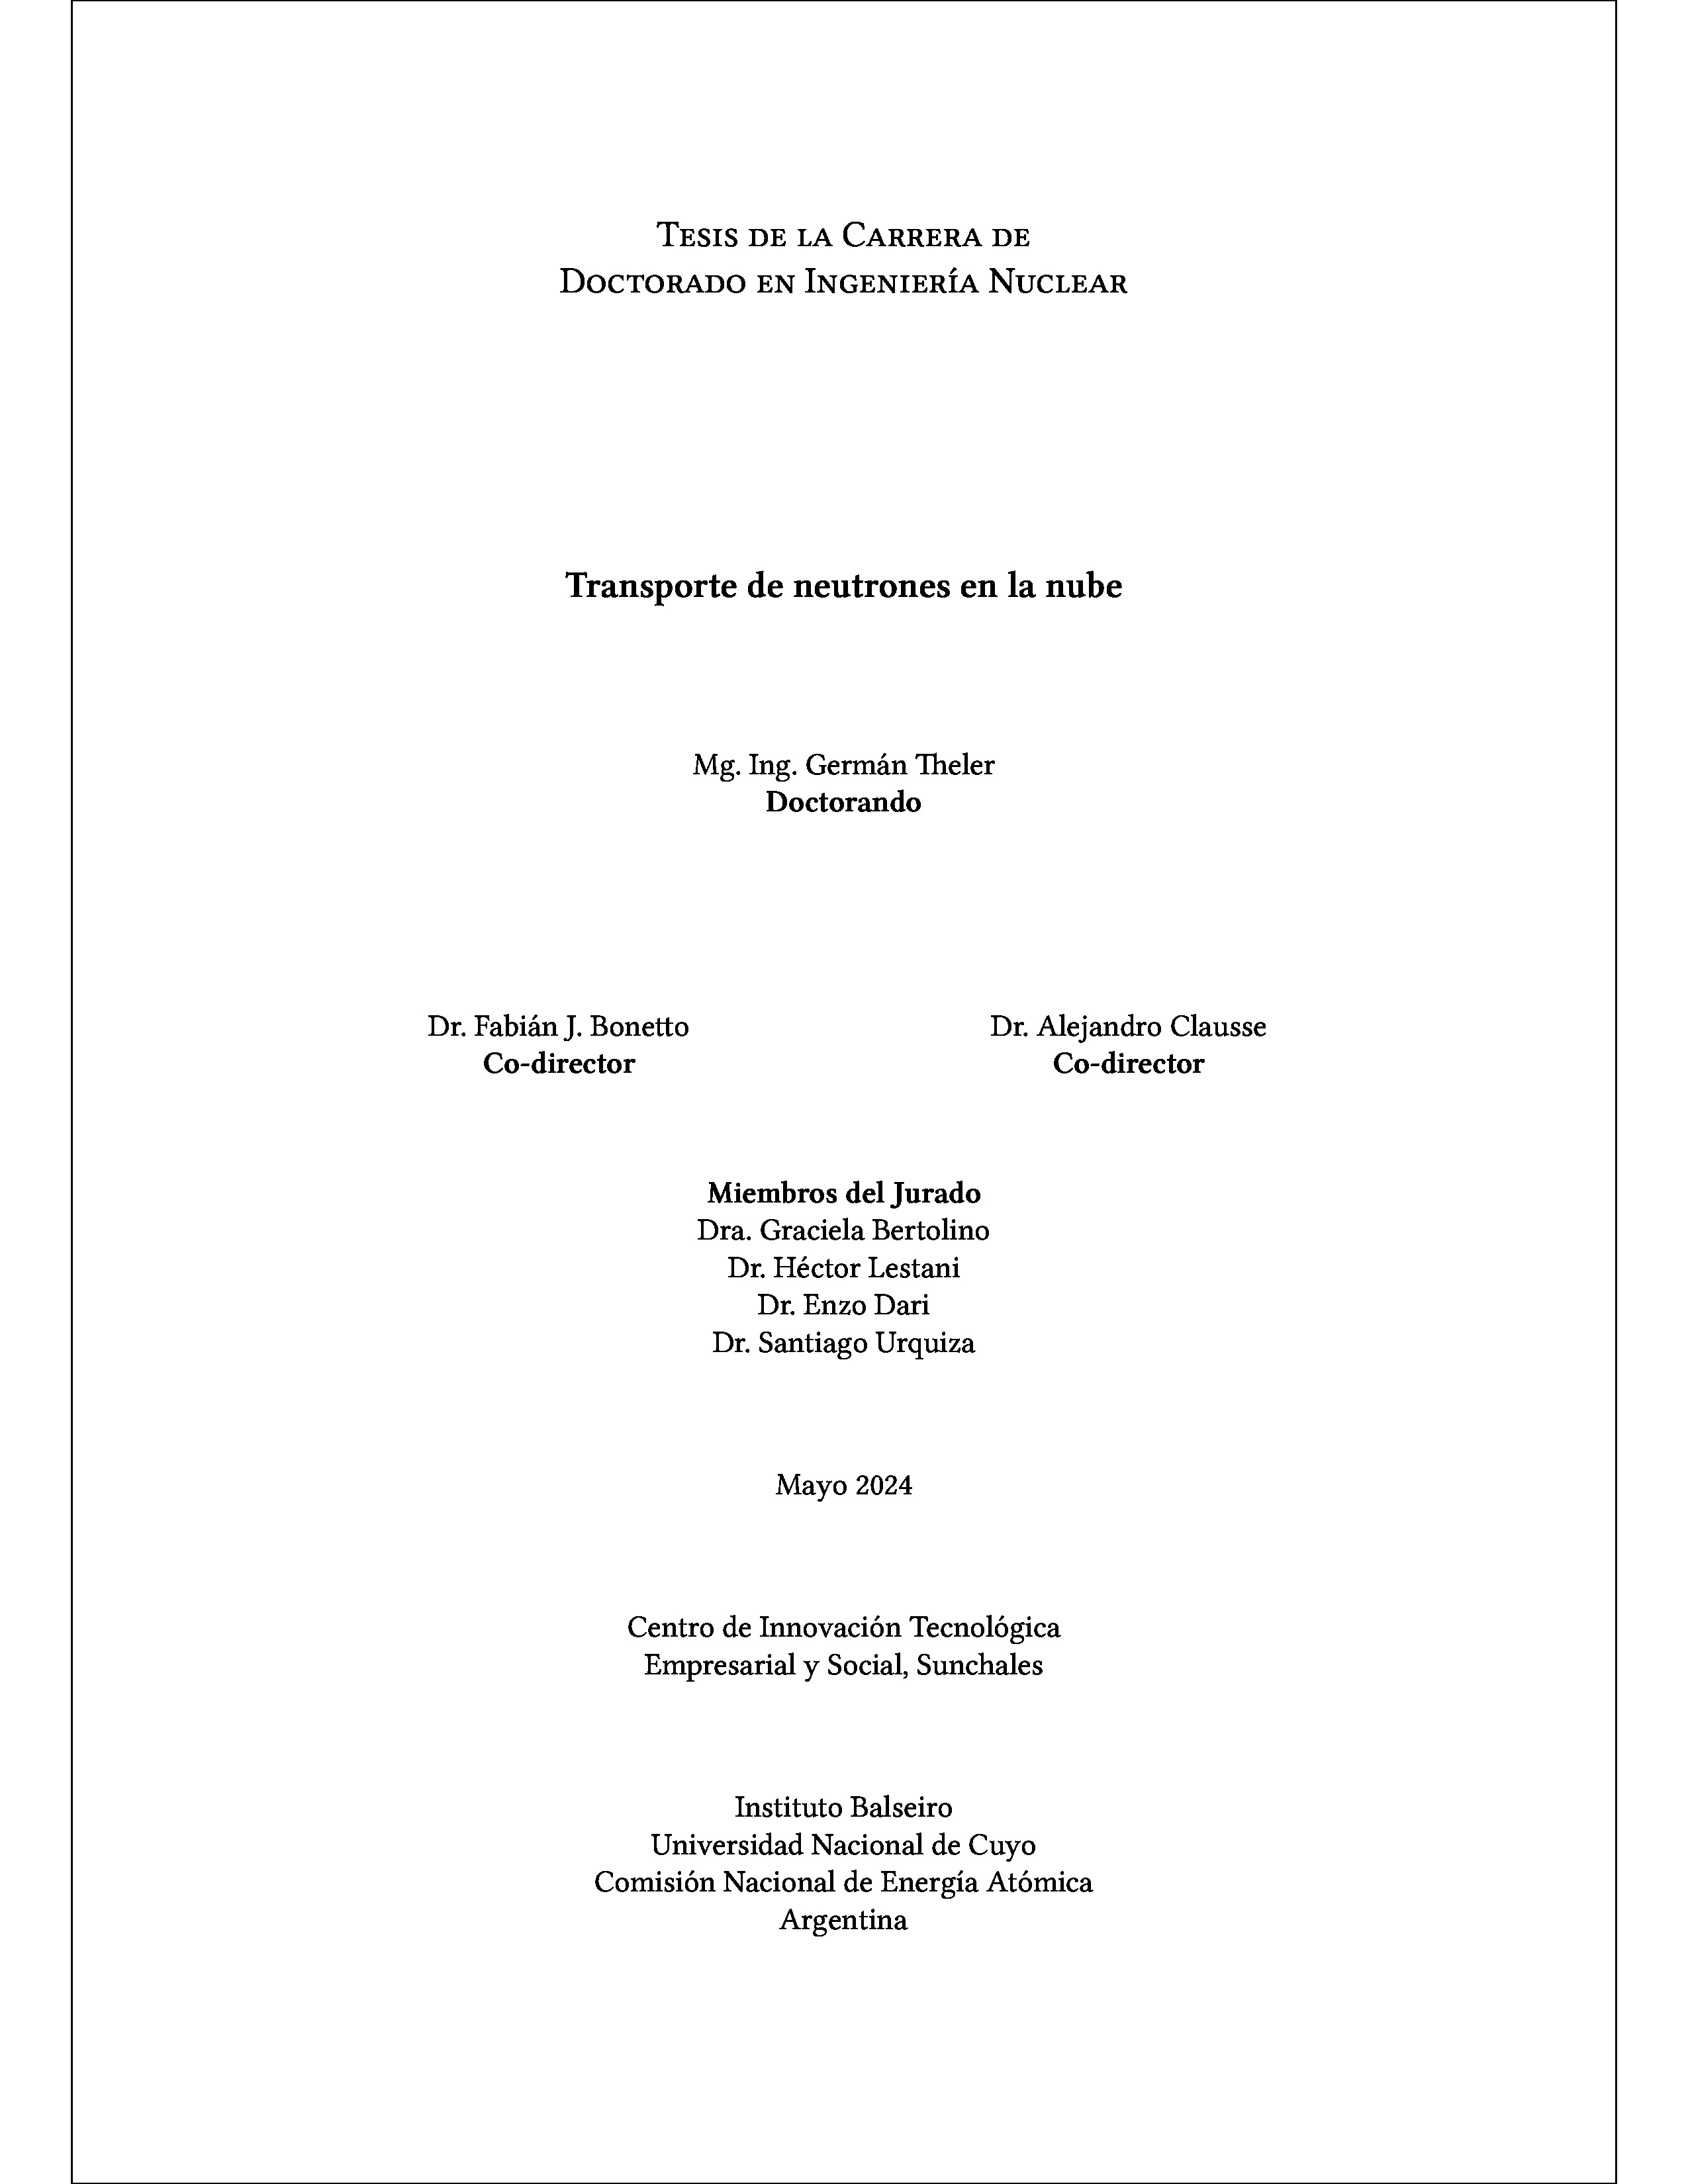 Tesis de la Carrera de
Doctorado en Ingeniería Nuclear
Transporte de neutrones en la nube
Mg. Ing. Germán Theler
Doctorando
Dr. Fabián J. Bonetto
Co-director
Dr. Alejandro Clausse
Co-director
Miembros del Jurado
Dra. Graciela Bertolino
Dr. Héctor Lestani
Dr. Enzo Dari
Dr. Santiago Urquiza
Mayo 2024
Centro de Innovación Tecnológica
Empresarial y Social, Sunchales
Instituto Balseiro
Universidad Nacional de Cuyo
Comisión Nacional de Energía Atómica
Argentina